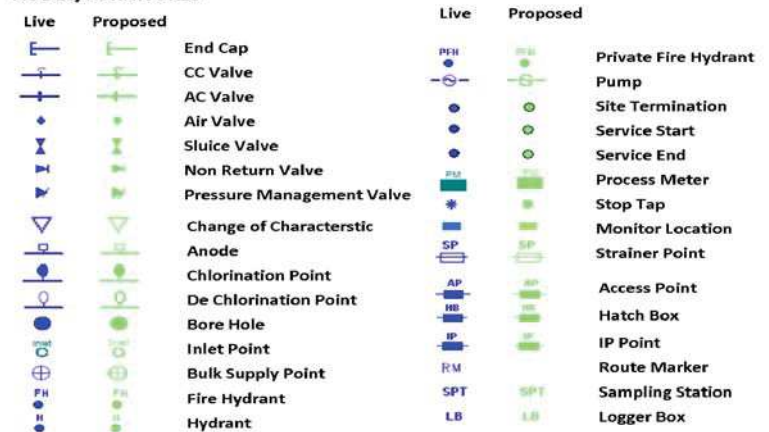 Live Proposed
End Cap
CC Valve
AC Valve
Air Valve
Sluice Valve
Non Return Valve
Pressure Management Valve
Change of Characterstic
Anode
Chlorination Point
De Chlorination Point
Bore Hole
Inlet Inlet Inlet Point
Bulk Supply Point
FH FH Fire Hydrant
H H Hydrant
Live Proposed
PFH PFH Private Fire Hydrant
Pump
Site Termination
Service Start
Service End
PM PM Process Meter
Stop Tap
Monitor Location
SP SP Strainer Point
AP AP Access Point
HB HB Hatch Box
IP IP IP Point
RM Route Marker
SPT SPT Sampling Station
LB LB Logger Box